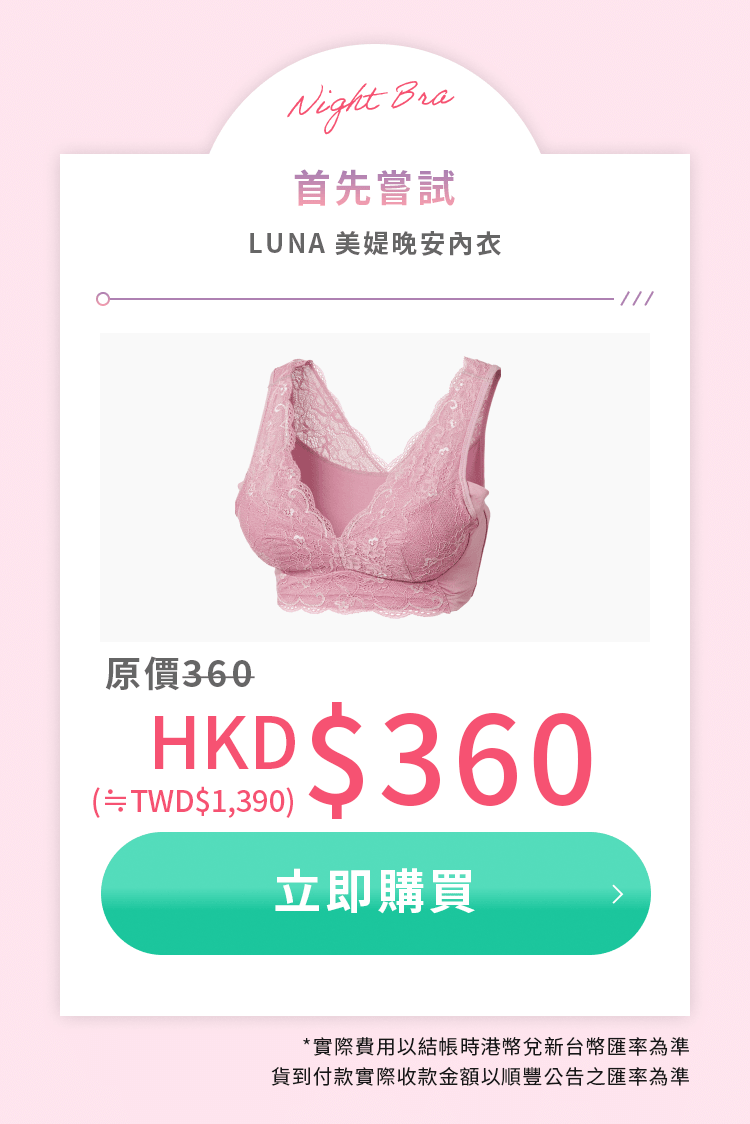 Night Bra
首先嘗試
LUNA 美緹晚安內衣
原價360
HKD$360
(≒TWD$1,390)
立即購買
*實際費用以結帳時港幣兌新台幣匯率為準
貨到付款實際收款金額以順豐公告之匯率為準